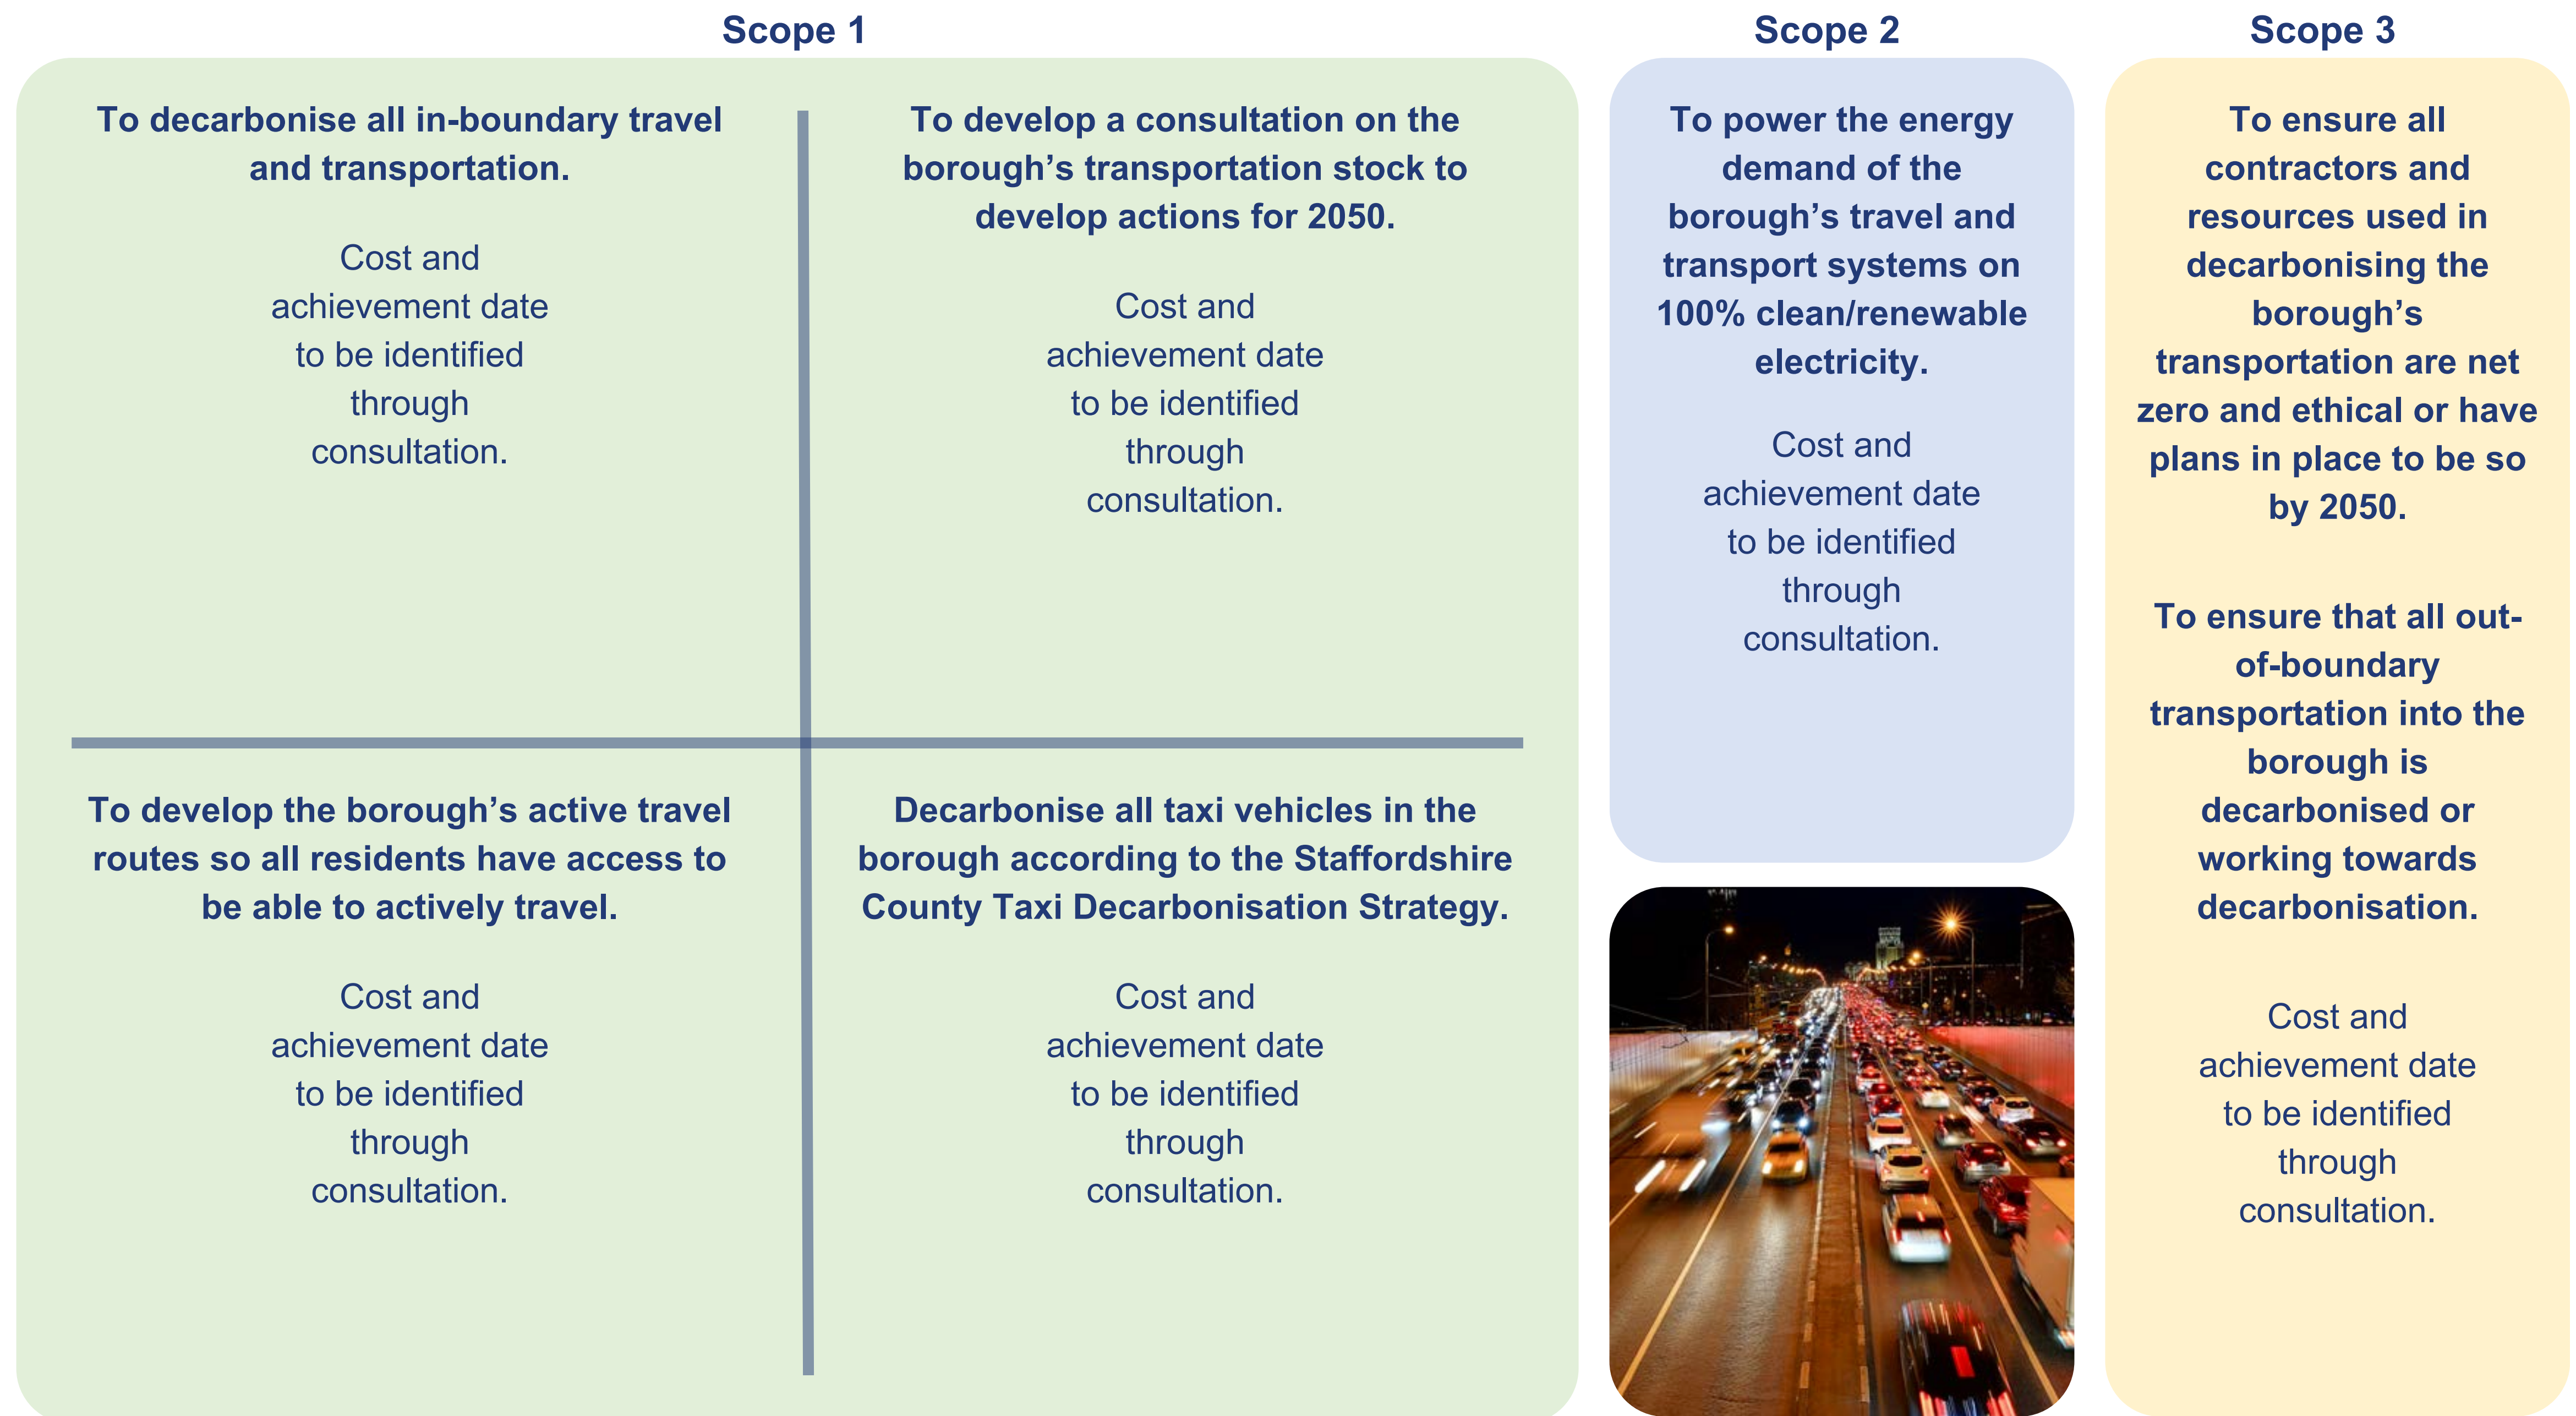 Scope 1
To decarbonise all in-boundary travel
and transportation.
Cost and
achievement date
to be identified
through
consultation.
To develop a consultation on the
borough’s transportation stock to
develop actions for 2050.
Cost and
achievement date
to be identified
through
consultation.
To develop the borough’s active travel
routes so all residents have access to
be able to actively travel.
Cost and
achievement date
to be identified
through
consultation.
Decarbonise all taxi vehicles in the
borough according to the Staffordshire
County Taxi Decarbonisation Strategy.
Cost and
achievement date
to be identified
through
consultation.
Scope 2
To power the energy
demand of the
borough’s travel and
transport systems on
100% clean/renewable
electricity.
Cost and
achievement date
to be identified
through
consultation.
Scope 3
To ensure all
contractors and
resources used in
decarbonising the
borough’s
transportation are net
zero and ethical or have
plans in place to be so
by 2050.
To ensure that all out-
of-boundary
transportation into the
borough is
decarbonised or
working towards
decarbonisation.
Cost and
achievement date
to be identified
through
consultation.